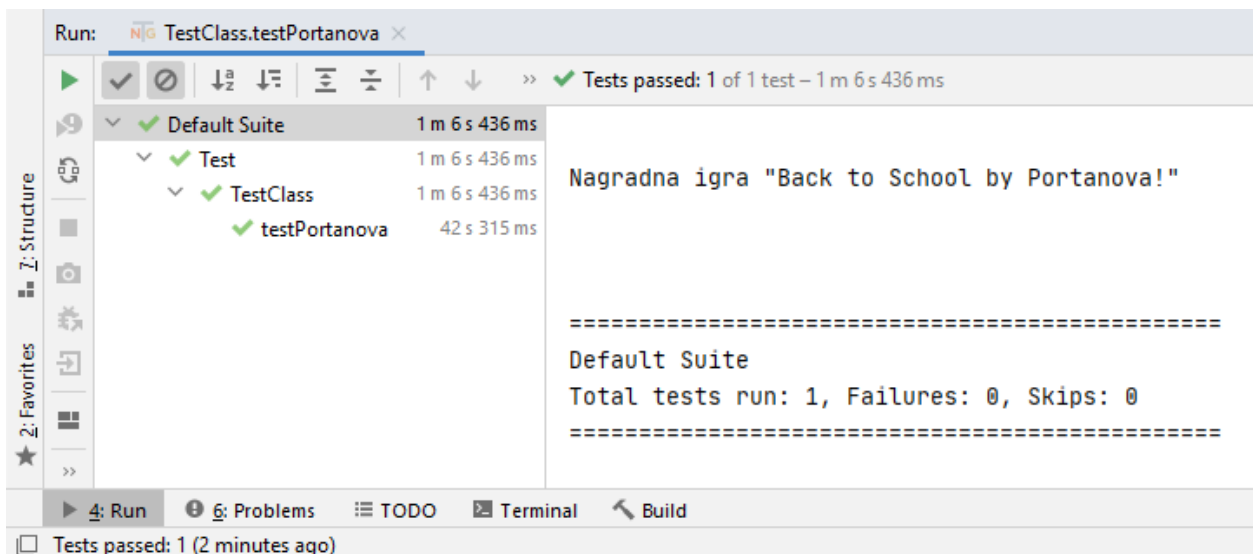 Run: NG TestClass.testPortanova
Tests passed: 1 of 1 test – 1 m 6 s 436 ms
Default Suite 1 m 6 s 436 ms
Test 1 m 6 s 436 ms
TestClass 1 m 6 s 436 ms
testPortanova 42 s 315 ms
Nagradna igra "Back to School by Portanova!"
===============================================
Default Suite
Total tests run: 1, Failures: 0, Skips: 0
===============================================
7: Structure
2: Favorites
4: Run 6: Problems TODO Terminal Build
Tests passed: 1 (2 minutes ago)